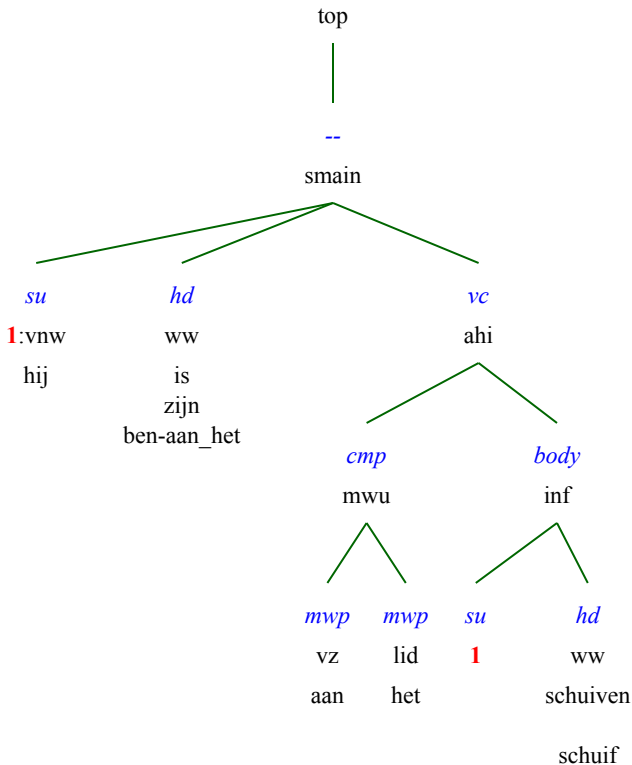 top
--
smain
su hd vc
1:vnw ww ahi
hij is
zijn
ben-aan_het
cmp body
mwu inf
mwp mwp su hd
vz lid 1 ww
aan het schuiven
schuif